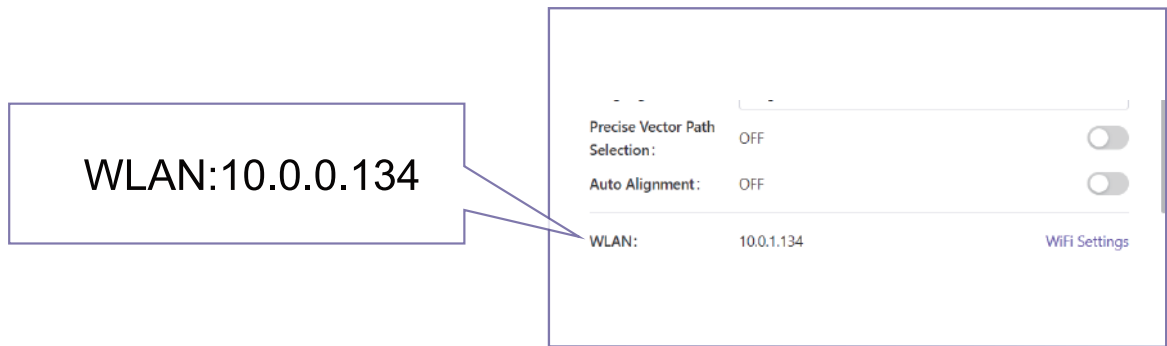 WLAN:10.0.0.134
Precise Vector Path
Selection:
OFF
Auto Alignment:
OFF
WLAN:
10.0.1.134
WiFi Settings